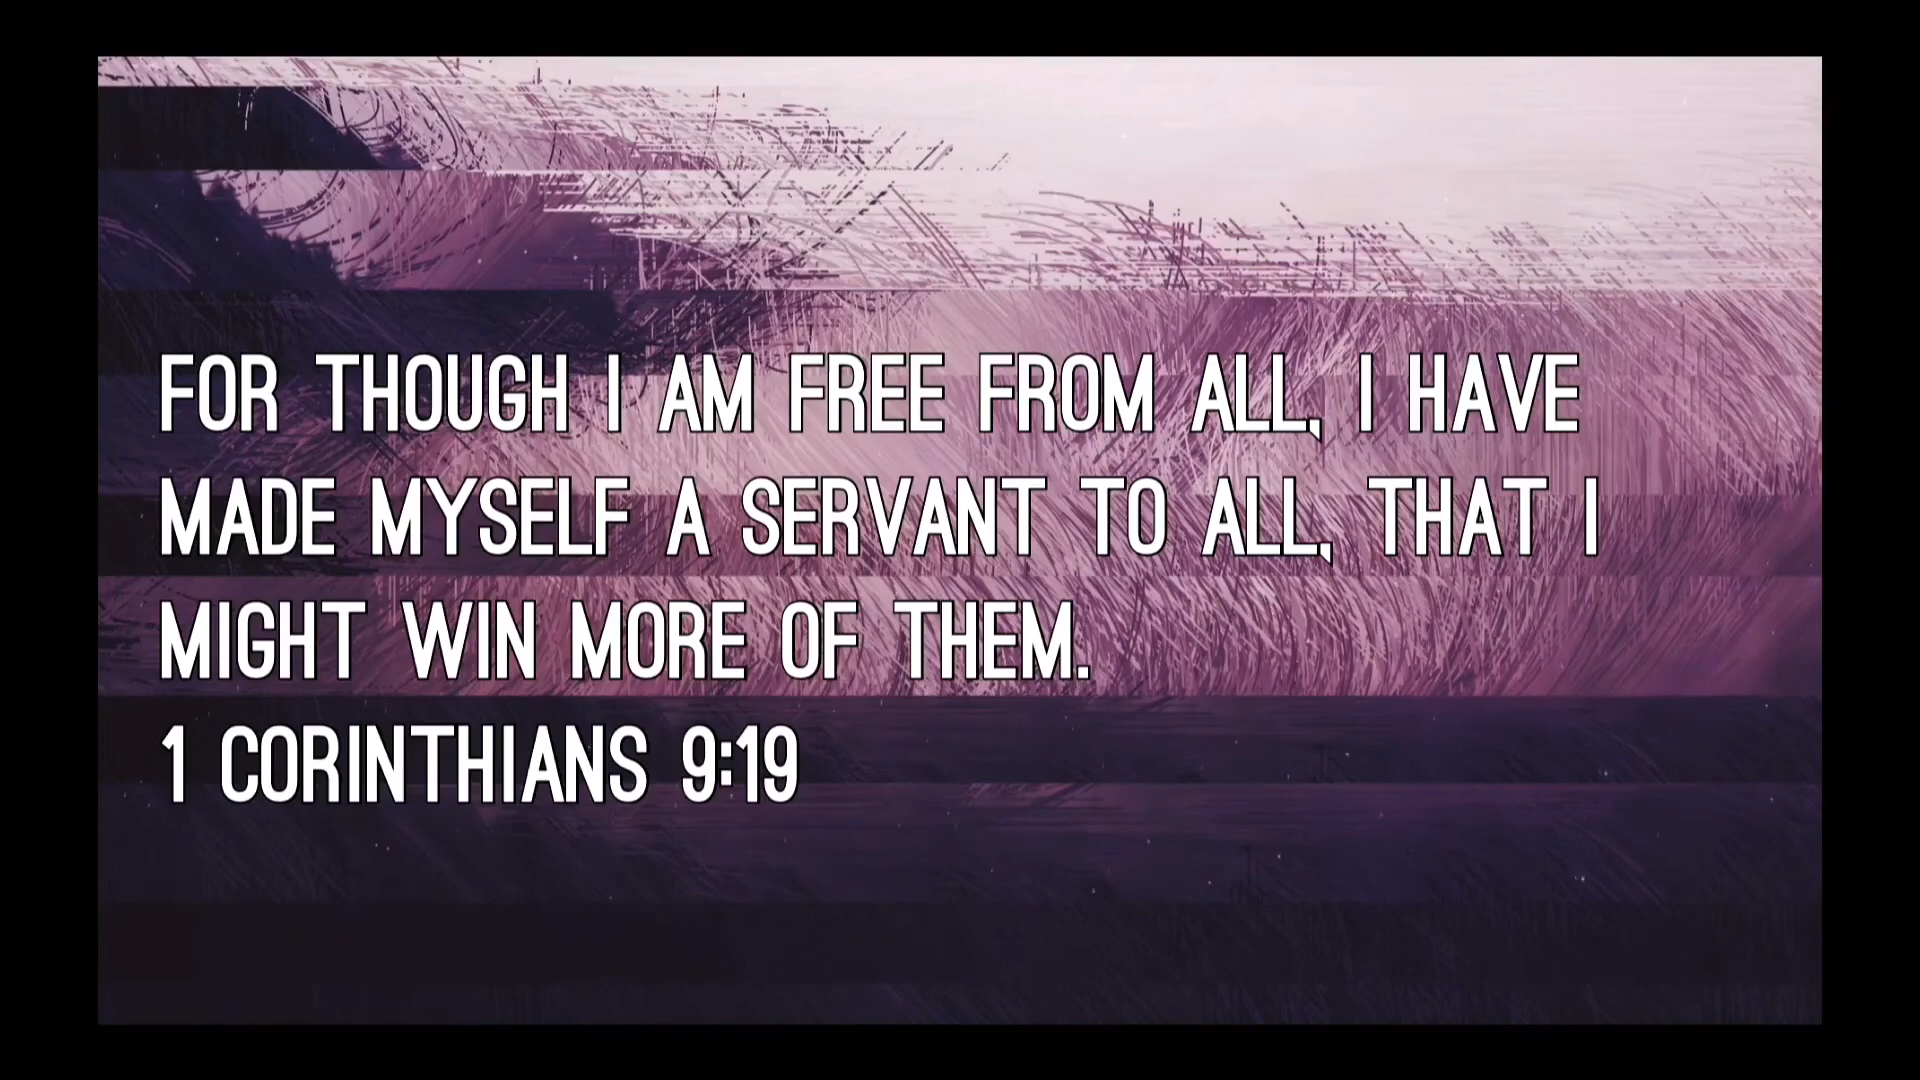 FOR THOUGH I AM FREE FROM ALL, I HAVE
MADE MYSELF A SERVANT TO ALL, THAT I
MIGHT WIN MORE OF THEM.
1 CORINTHIANS 9:19